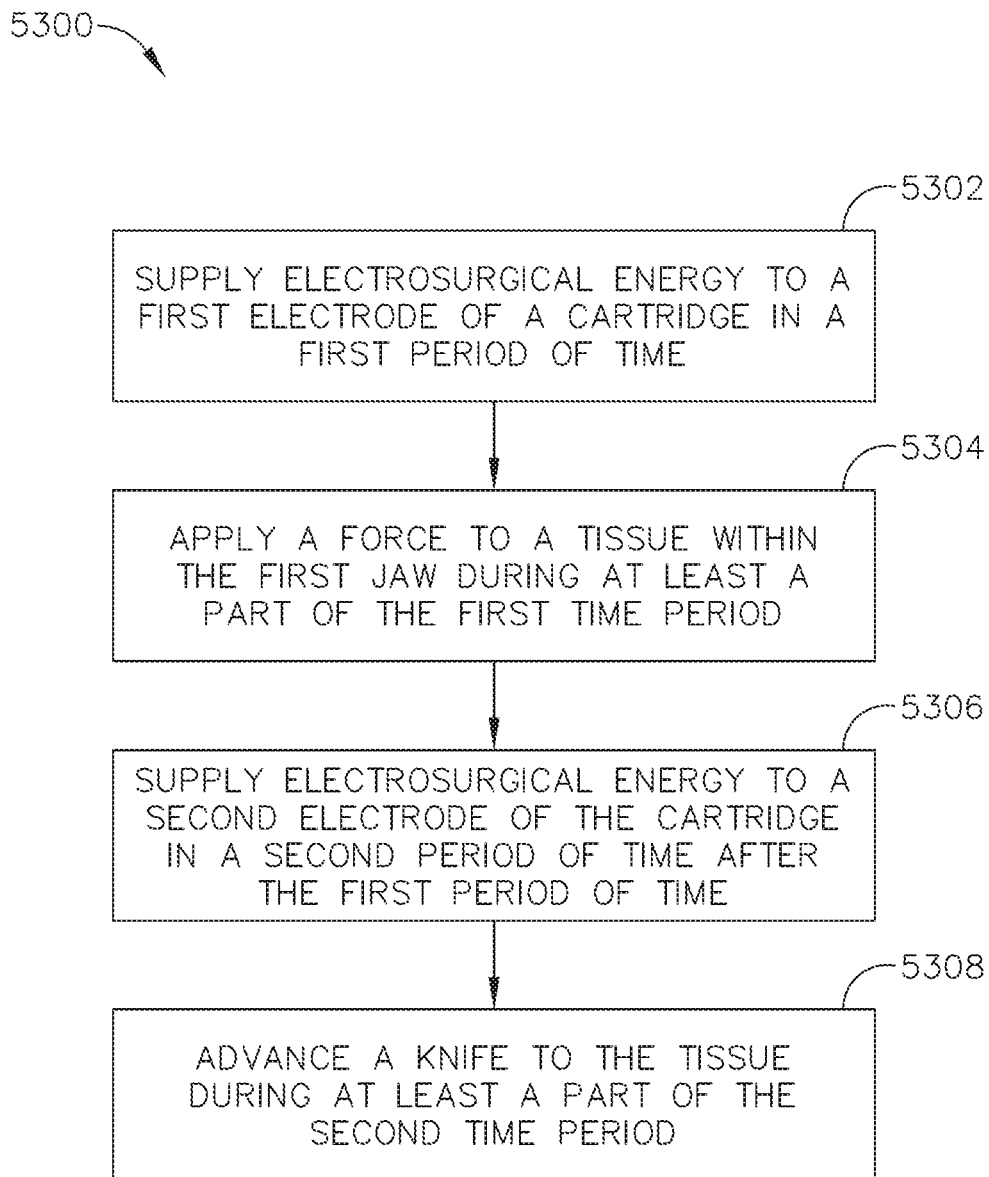 5300
5302
SUPPLY ELECTROSURGICAL ENERGY TO A
FIRST ELECTRODE OF A CARTRIDGE IN A
FIRST PERIOD OF TIME
5304
APPLY A FORCE TO A TISSUE WITHIN
THE FIRST JAW DURING AT LEAST A
PART OF THE FIRST TIME PERIOD
5306
SUPPLY ELECTROSURGICAL ENERGY TO A
SECOND ELECTRODE OF THE CARTRIDGE
IN A SECOND PERIOD OF TIME AFTER
THE FIRST PERIOD OF TIME
5308
ADVANCE A KNIFE TO THE TISSUE
DURING AT LEAST A PART OF THE
SECOND TIME PERIOD